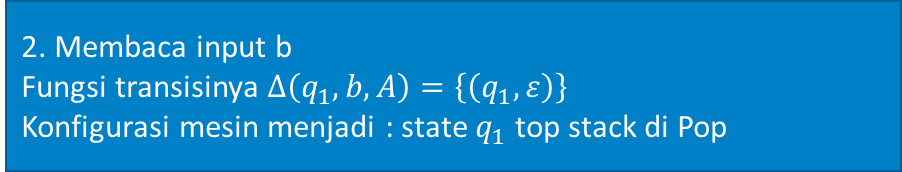 2. Membaca input b
Fungsi transisinya Δ(q₁, b, A) = {(q₁, ε)}
Konfigurasi mesin menjadi : state q₁ top stack di Pop